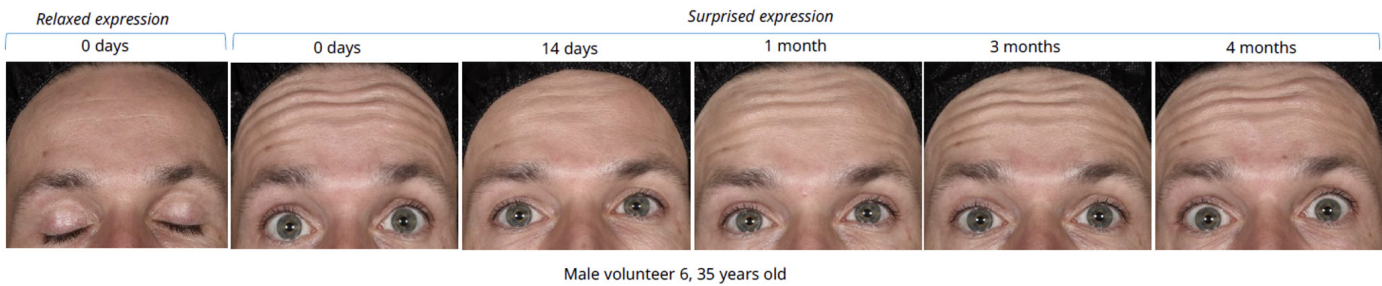 Relaxed expression
Surprised expression
0 days
0 days
14 days
1 month
3 months
4 months
Male volunteer 6, 35 years old